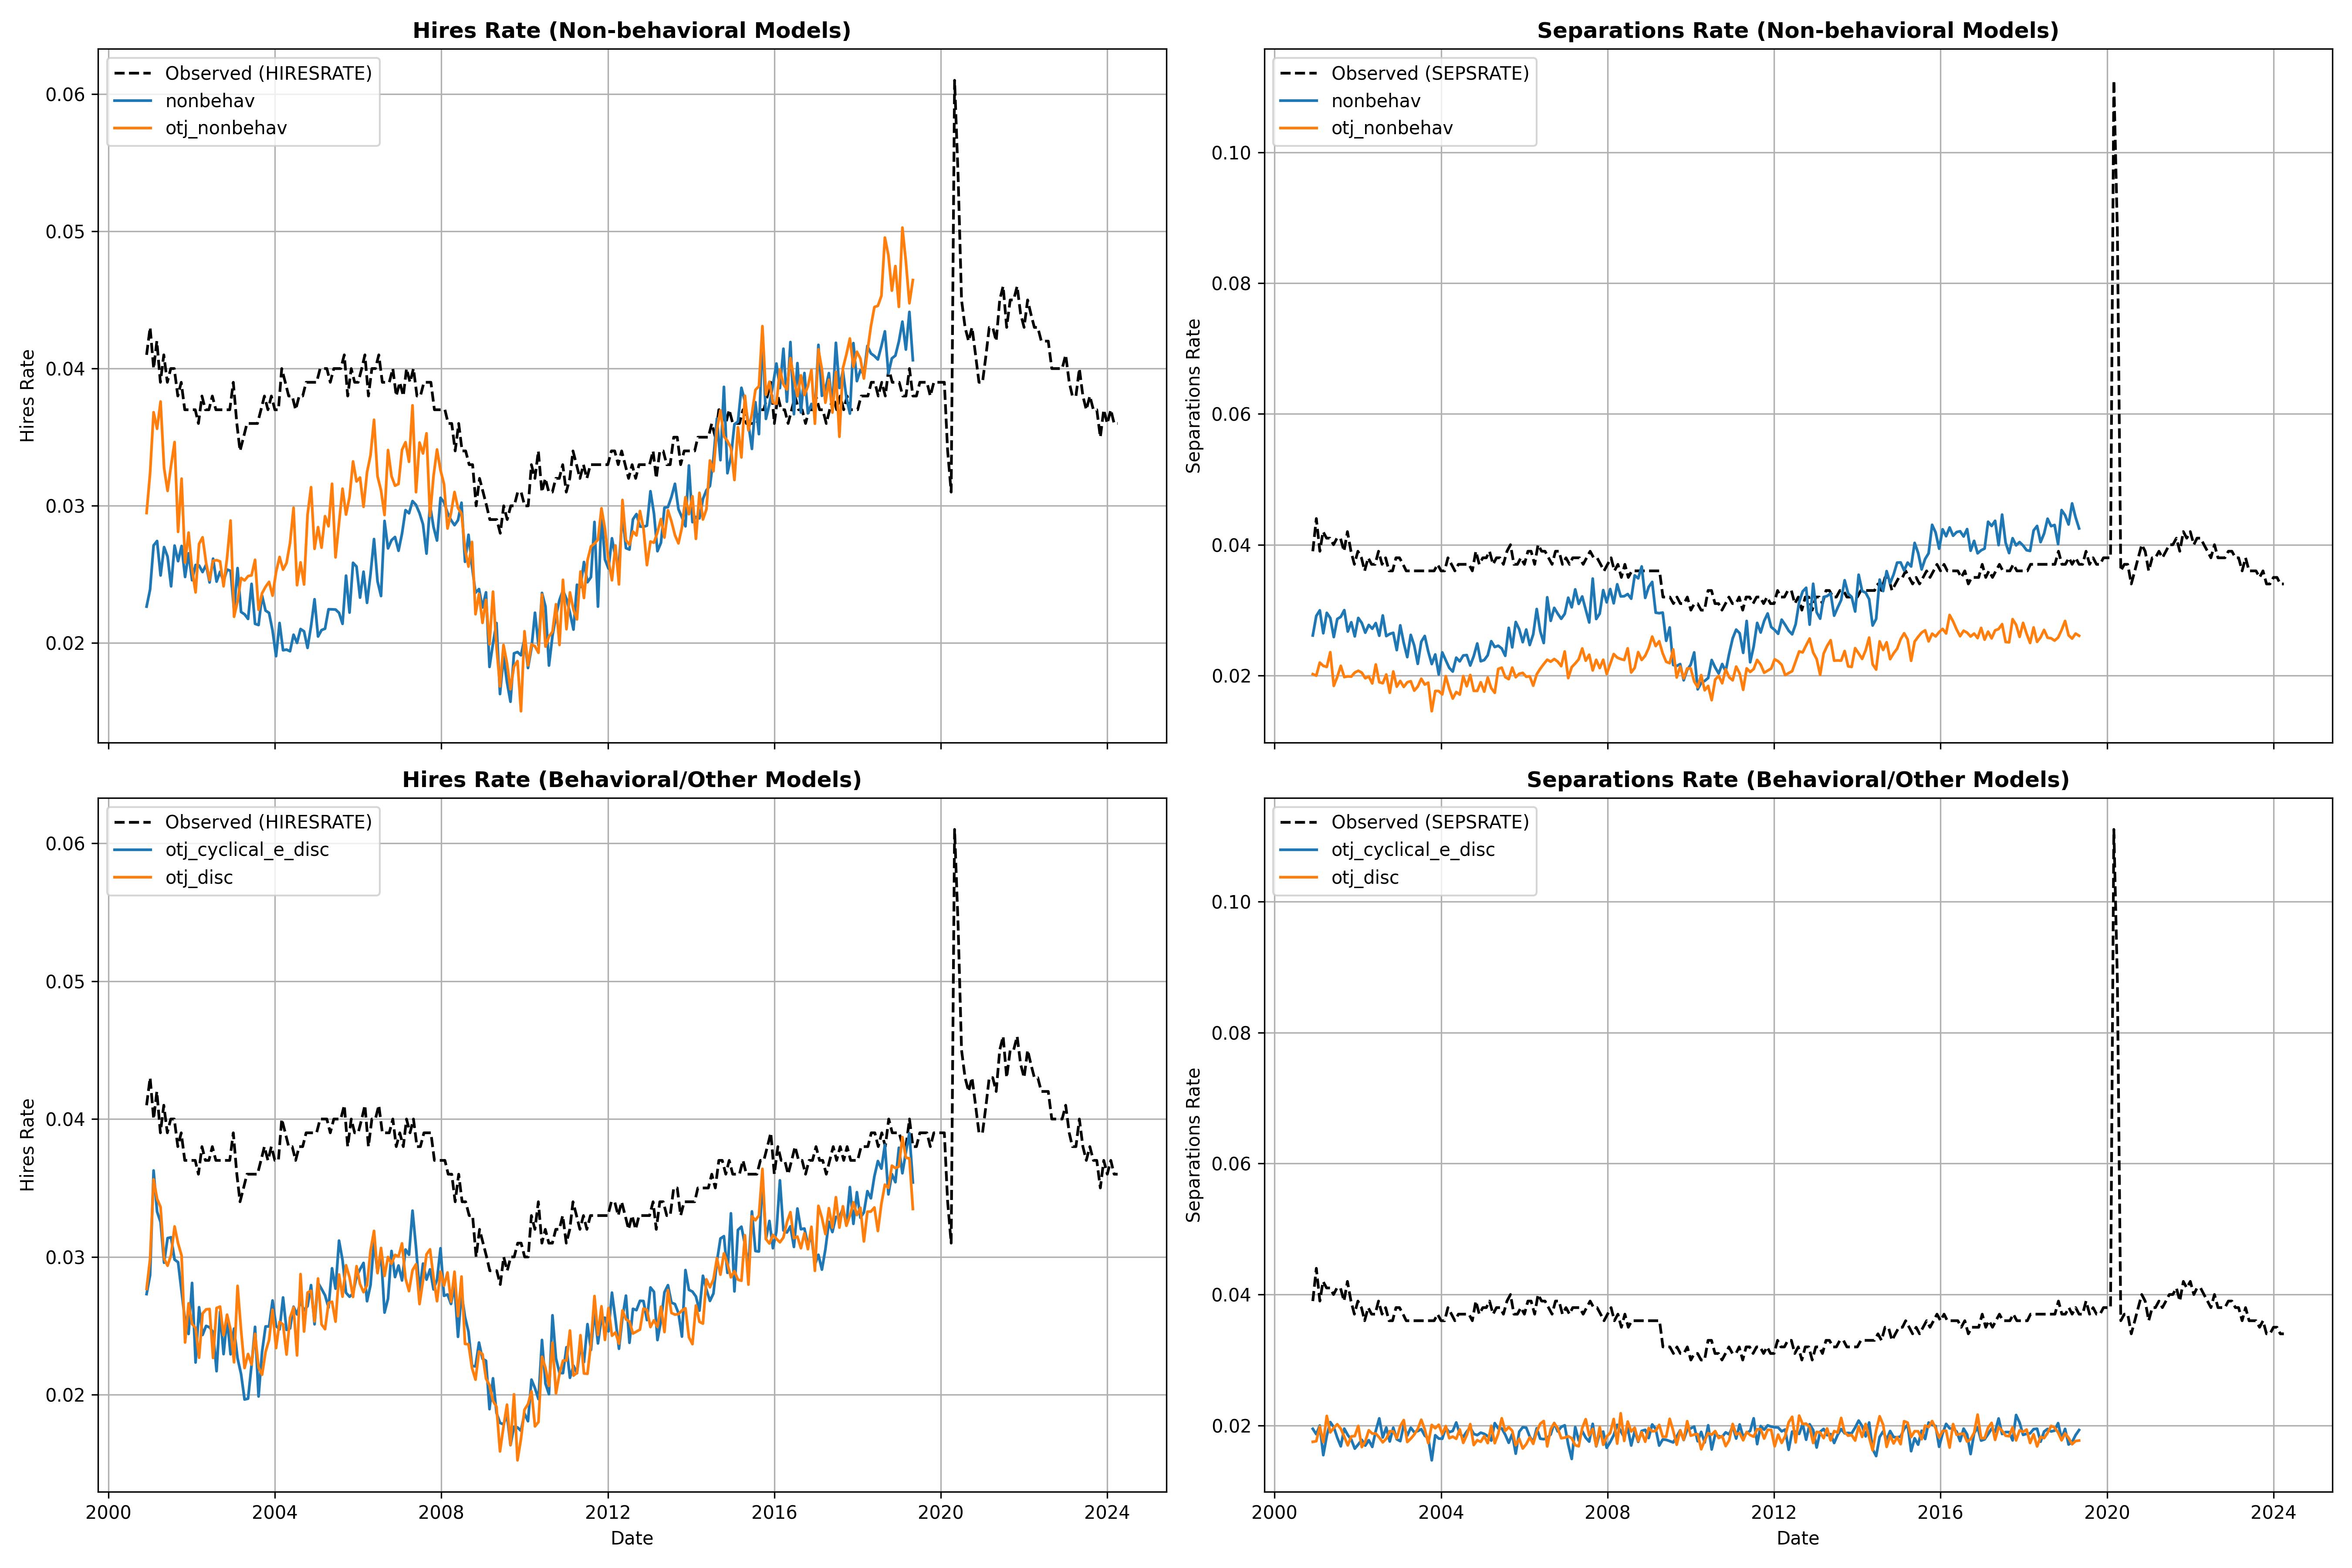 Hires Rate (Non-behavioral Models)
Observed (HIRESRATE)
nonbehav
otj_nonbehav
Hires Rate
0.06
0.05
0.04
0.03
0.02
Separations Rate (Non-behavioral Models)
Observed (SEPSRATE)
nonbehav
otj_nonbehav
Separations Rate
0.10
0.08
0.06
0.04
0.02
Hires Rate (Behavioral/Other Models)
Observed (HIRESRATE)
otj_cyclical_e_disc
otj_disc
Hires Rate
0.06
0.05
0.04
0.03
0.02
2000 2004 2008 2012 2016 2020 2024
Date
Separations Rate (Behavioral/Other Models)
Observed (SEPSRATE)
otj_cyclical_e_disc
otj_disc
Separations Rate
0.10
0.08
0.06
0.04
0.02
2000 2004 2008 2012 2016 2020 2024
Date